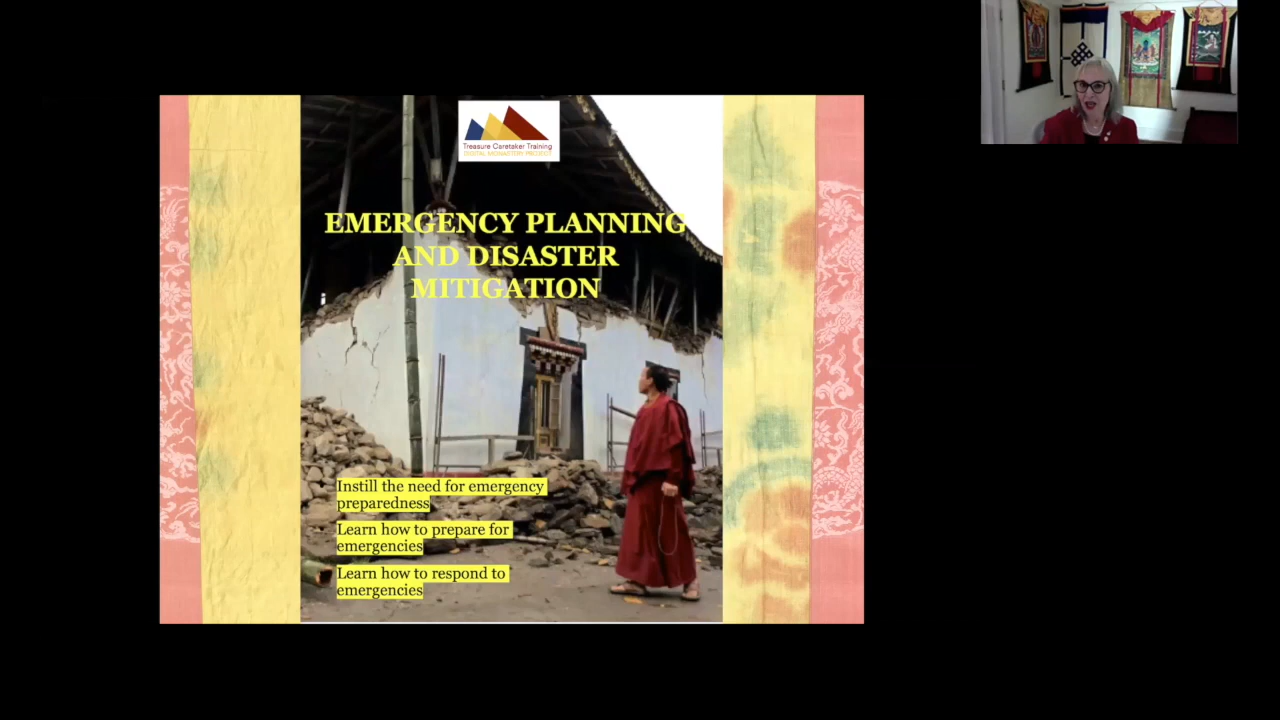 Treasure Caretaker Training
DIGITAL MONASTERY PROJECT
EMERGENCY PLANNING
AND DISASTER
MITIGATION
Instill the need for emergency
preparedness
Learn how to prepare for
emergencies
Learn how to respond to
emergencies